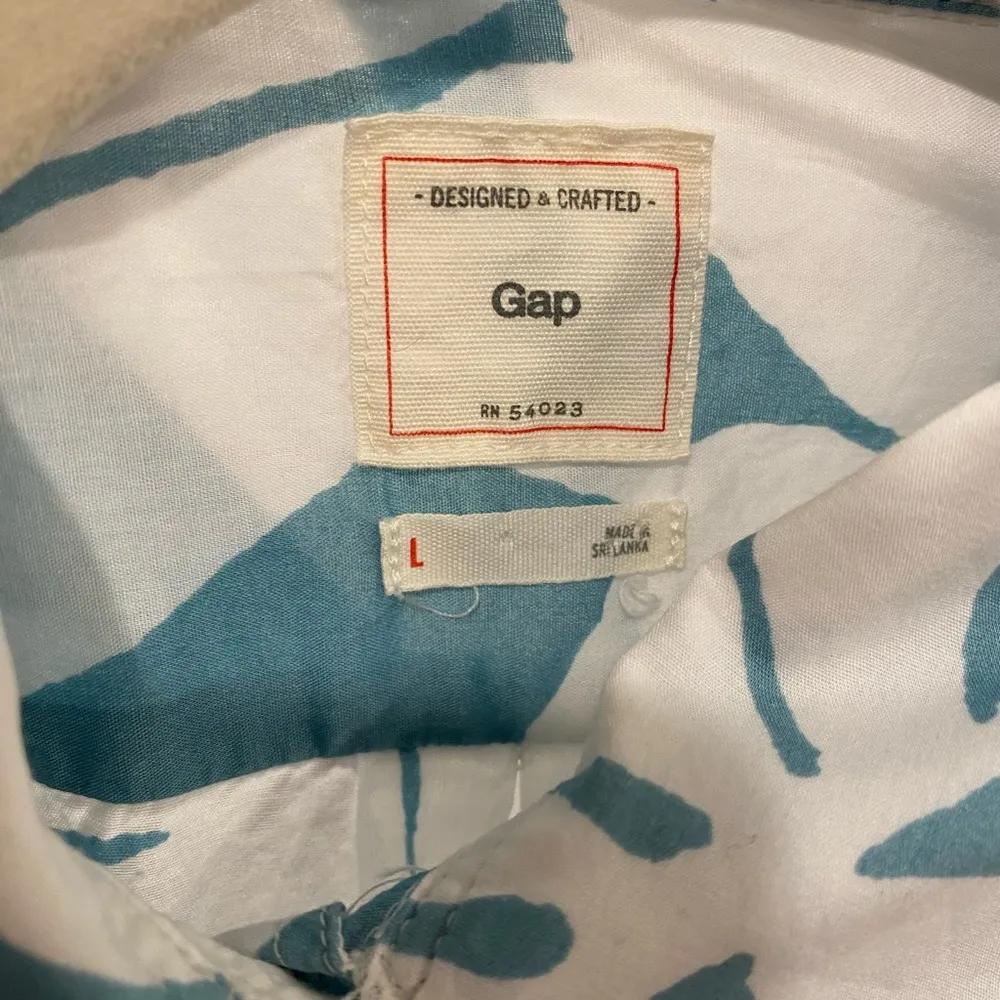 - DESIGNED & CRAFTED -
Gap
RN 54023
L
MADE IN
SRI LANKA